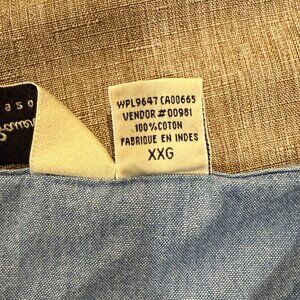 WPL9647 CA00665
VENDOR #00981
100%COTON
FABRIQUE EN INDES
XXG